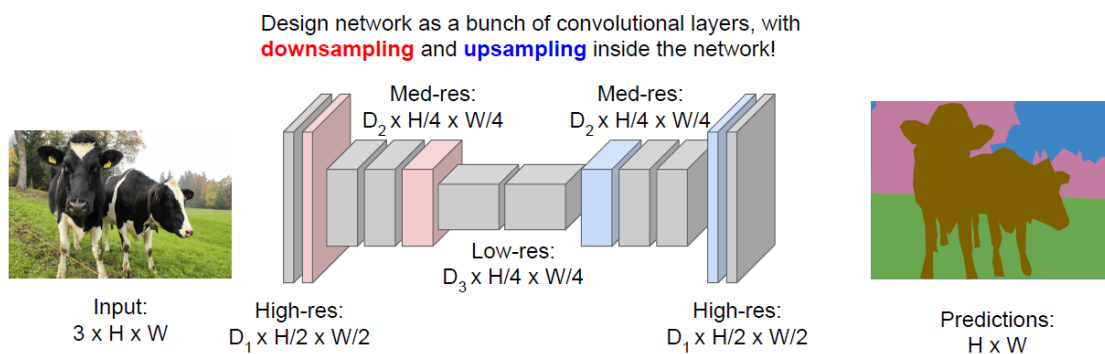 Design network as a bunch of convolutional layers, with
downsampling and upsampling inside the network!
Med-res:
D₂ x H/4 x W/4
Med-res:
D₂ x H/4 x W/4
Low-res:
D₃ x H/4 x W/4
Input:
3 x H x W
High-res:
D₁ x H/2 x W/2
High-res:
D₁ x H/2 x W/2
Predictions:
H x W